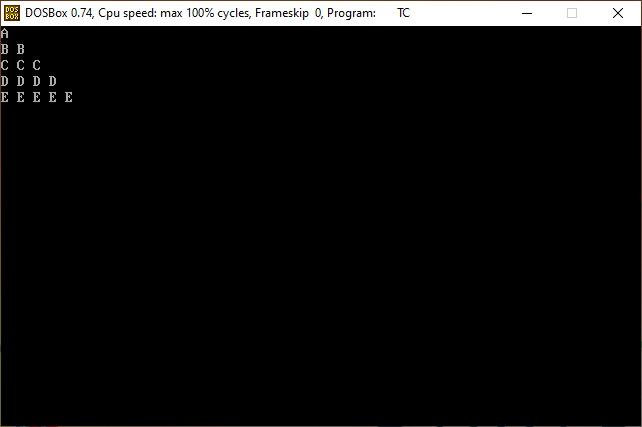 DOSBox 0.74, Cpu speed: max 100% cycles, Frameskip 0, Program: TC
A
B B
C C C
D D D D
E E E E E